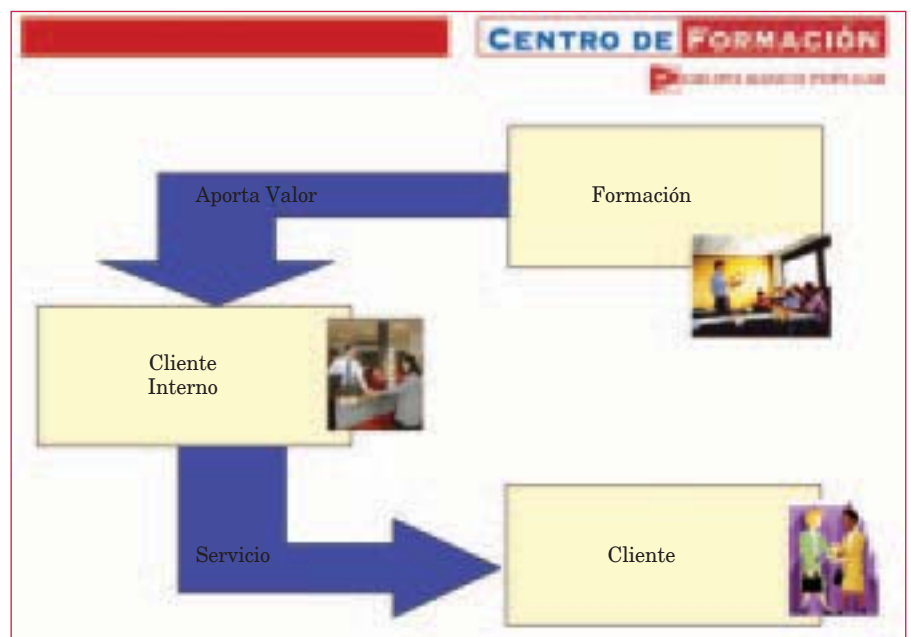 CENTRO DE FORMACIÓN
Aporta Valor
Formación
Cliente
Interno
Servicio
Cliente